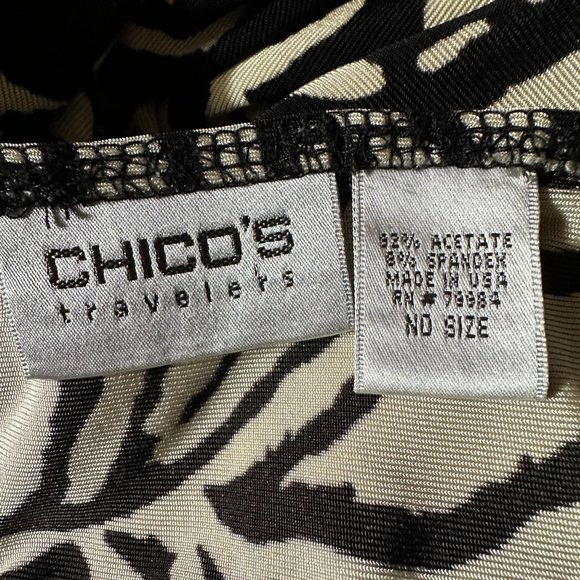 CHICO'S
travelers
92% ACETATE
8% SPANDEX
MADE IN USA
RN # 79984
NO SIZE